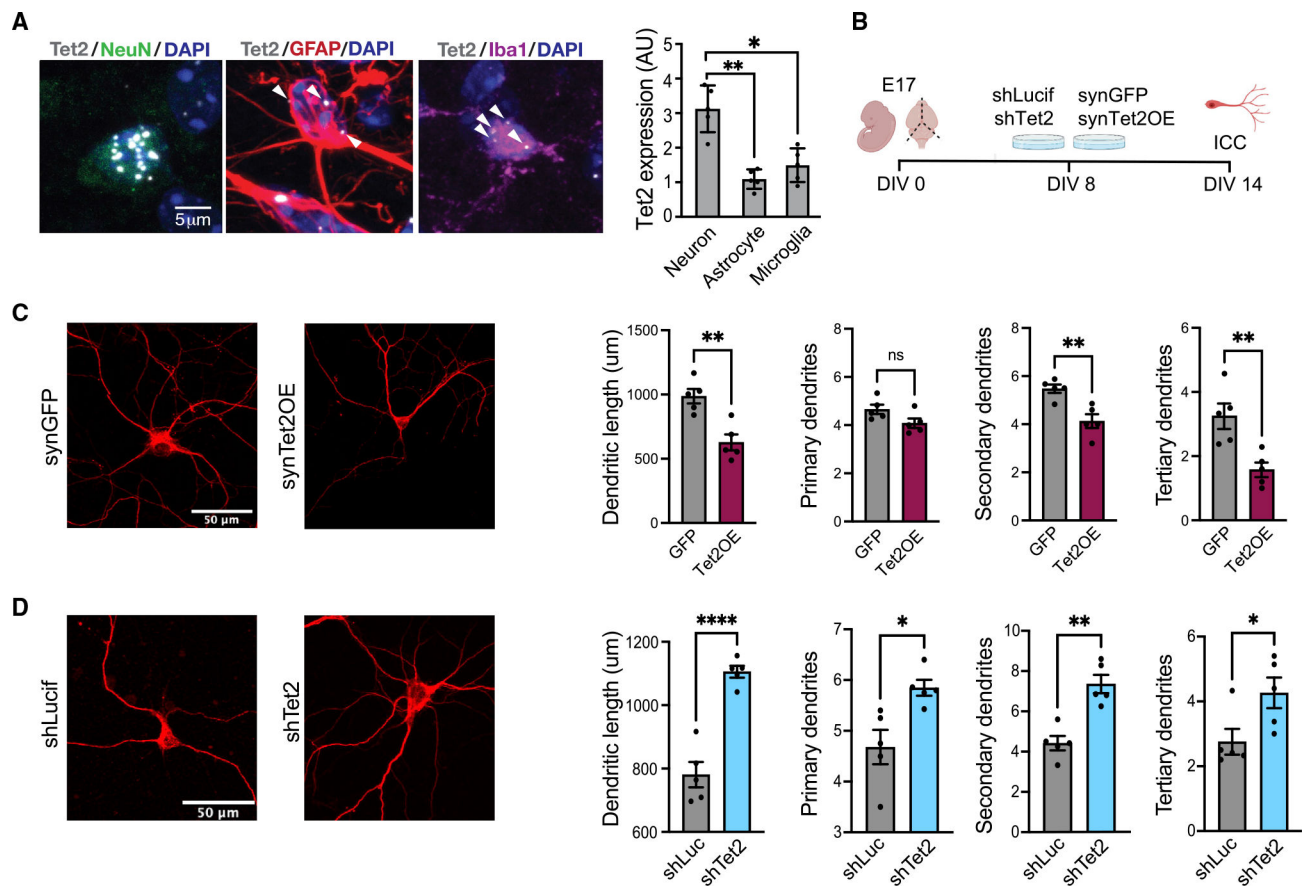 A
Tet2/NeuN/DAPI
Tet2/GFAP/DAPI
Tet2/Iba1/DAPI
5μm
Tet2 expression (AU)
5
4
3
2
1
0
*
**
Neuron
Astrocyte
Microglia
B
E17
shLucif
shTet2
synGFP
synTet2OE
ICC
DIV 0
DIV 8
DIV 14
C
synGFP
50 μm
synTet2OE
Dendritic length (um)
1500
1000
500
0
**
GFP
Tet2OE
Primary dendrites
8
6
4
2
0
ns
GFP
Tet2OE
Secondary dendrites
8
6
4
2
0
**
GFP
Tet2OE
Tertiary dendrites
6
4
2
0
**
GFP
Tet2OE
D
shLucif
50 μm
shTet2
Dendritic length (um)
1200
1000
800
600
****
shLuc
shTet2
Primary dendrites
7
6
5
4
3
*
shLuc
shTet2
Secondary dendrites
10
8
6
4
2
0
**
shLuc
shTet2
Tertiary dendrites
6
4
2
0
*
shLuc
shTet2